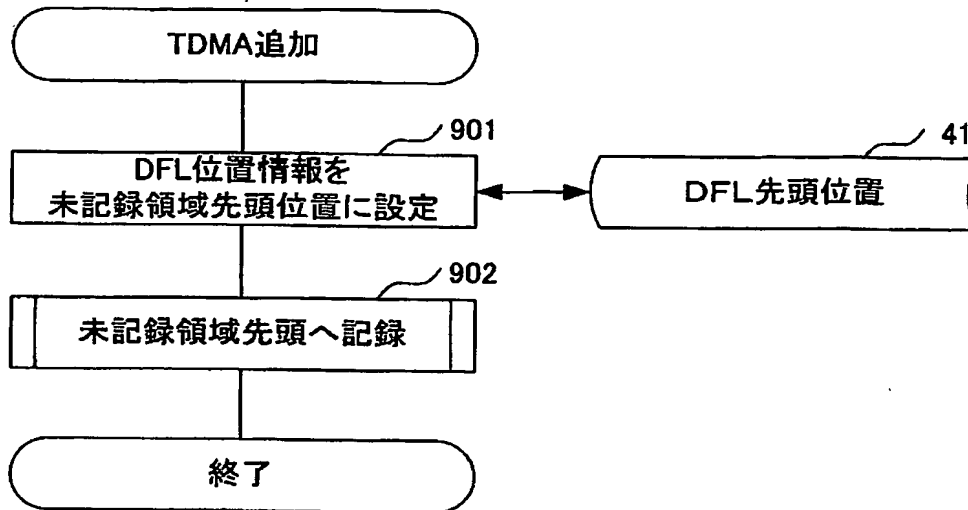 TDMA追加
901
DFL位置情報を
未記録領域先頭位置に設定
41
DFL先頭位置
902
未記録領域先頭へ記録
終了